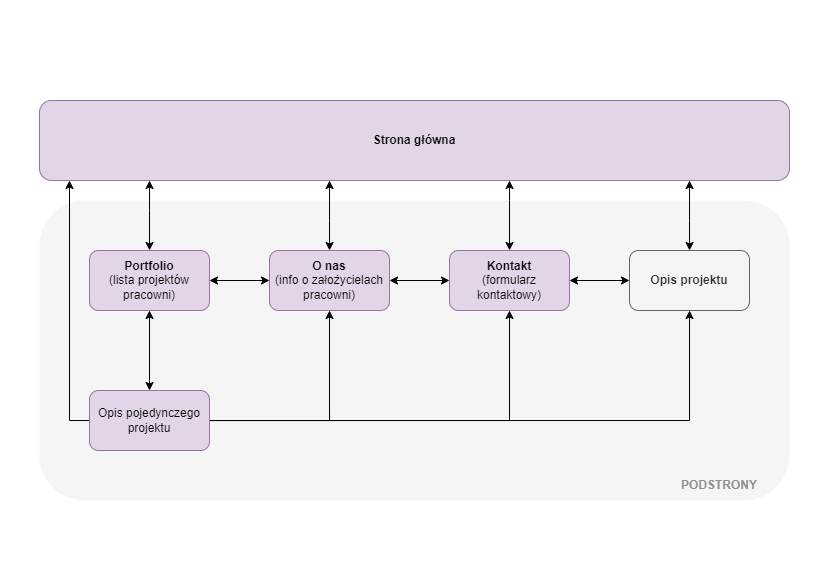 Strona główna
Portfolio
(lista projektów
pracowni)
O nas
(info o założycielach
pracowni)
Kontakt
(formularz
kontaktowy)
Opis projektu
Opis pojedynczego
projektu
PODSTRONY